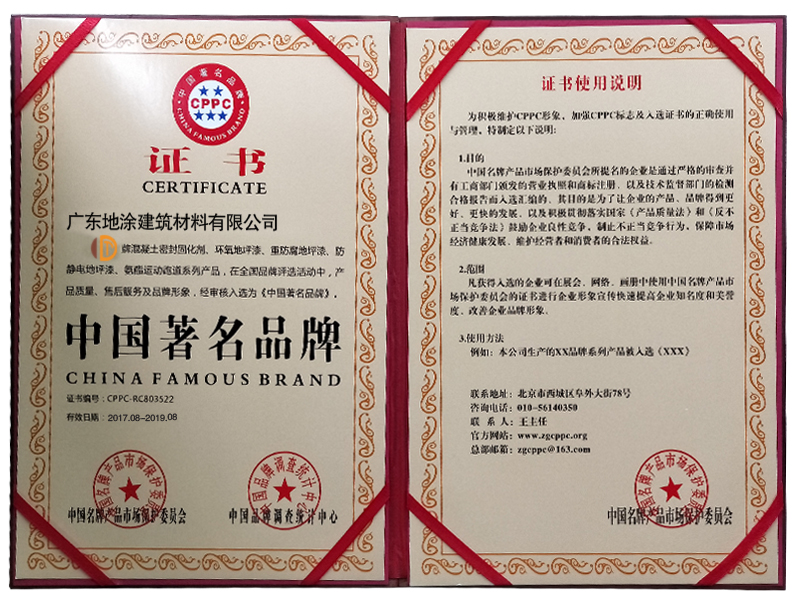 中国著名品牌
CPPC
CHINA FAMOUS BRAND
证书
CERTIFICATE
广东地涂建筑材料有限公司
牌混凝土密封固化剂、环氧地坪漆、重防腐地坪漆、防
静电地坪漆、氨酯运动跑道系列产品，在全国品牌评选活动中，产
品质量、售后服务及品牌形象，经审核入选为《中国著名品牌》。
中国著名品牌
CHINA FAMOUS BRAND
证书编号：CPPC-RC803522
有效日期：2017.08-2019.08
中国名牌产品市场保护委员会
中国品牌调查统计中心
证书使用说明
为积极维护CPPC形象，加强CPPC标志及入选证书的正确使用
与管理，特制定以下说明：
1.目的
中国名牌产品市场保护委员会所提名的企业是通过严格的审查并
有工商部门颁发的营业执照和商标注册、以及技术监督部门的检测
合格报告而入选汇编的，其目的是为了让企业的产品、品牌得到更
好、更快的发展，以及积极贯彻落实国家《产品质量法》和《反不
正当竞争法》鼓励企业良性竞争，制止不正当竞争行为，保障市场
经济健康发展、维护经营者和消费者的合法权益。
2.范围
凡获得入选的企业可在展会、网络、画册中使用中国名牌产品市
场保护委员会的证书进行企业形象宣传快速提高企业知名度和美誉
度、改善企业品牌形象。
3.使用方法
例如：本公司生产的XX品牌系列产品被入选《XXX》
联系地址：北京市西城区阜外大街78号
咨询电话：010-56140350
联 系 人：王主任
官方网站：www.zgcppc.org
总部邮箱：zgcppc@163.com
中国名牌产品市场保护委员会